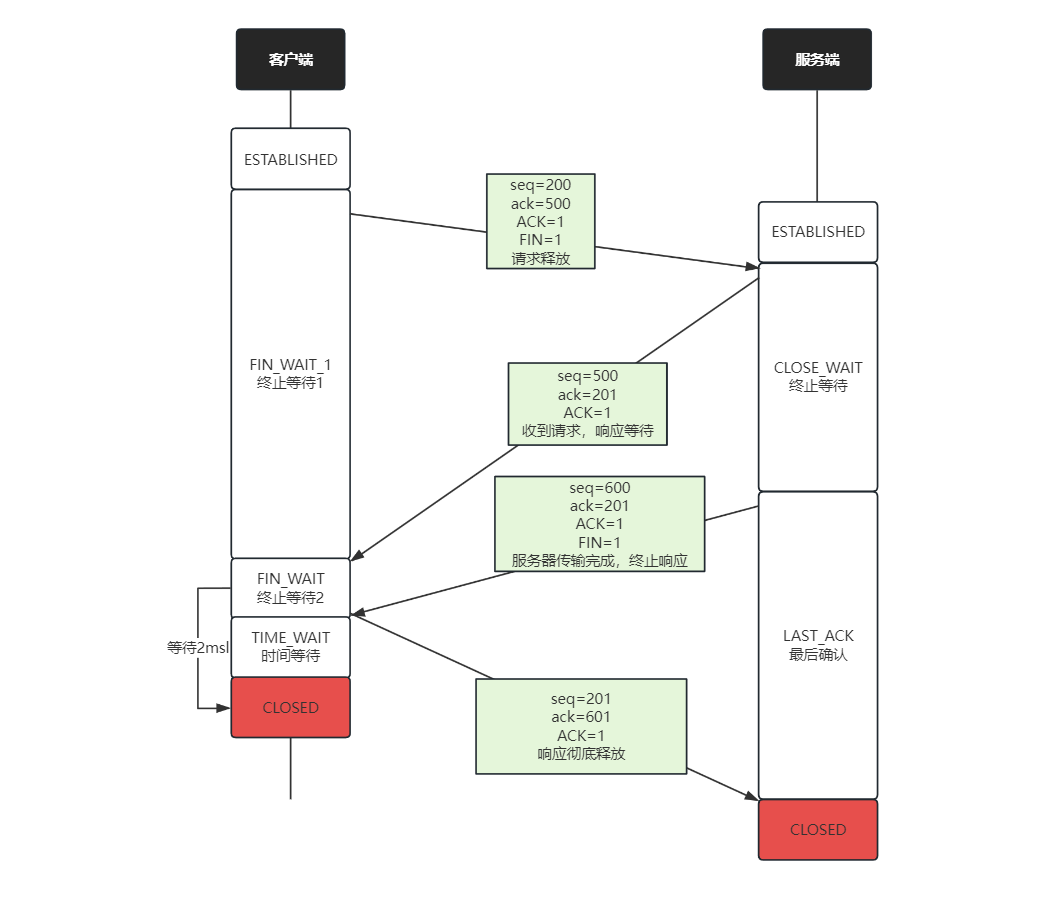 客户端
服务端
ESTABLISHED
seq=200
ack=500
ACK=1
FIN=1
请求释放
ESTABLISHED
FIN_WAIT_1
终止等待1
CLOSE_WAIT
终止等待
seq=500
ack=201
ACK=1
收到请求，响应等待
seq=600
ack=201
ACK=1
FIN=1
服务器传输完成，终止响应
FIN_WAIT
终止等待2
等待2msl
TIME_WAIT
时间等待
LAST_ACK
最后确认
CLOSED
seq=201
ack=601
ACK=1
响应彻底释放
CLOSED